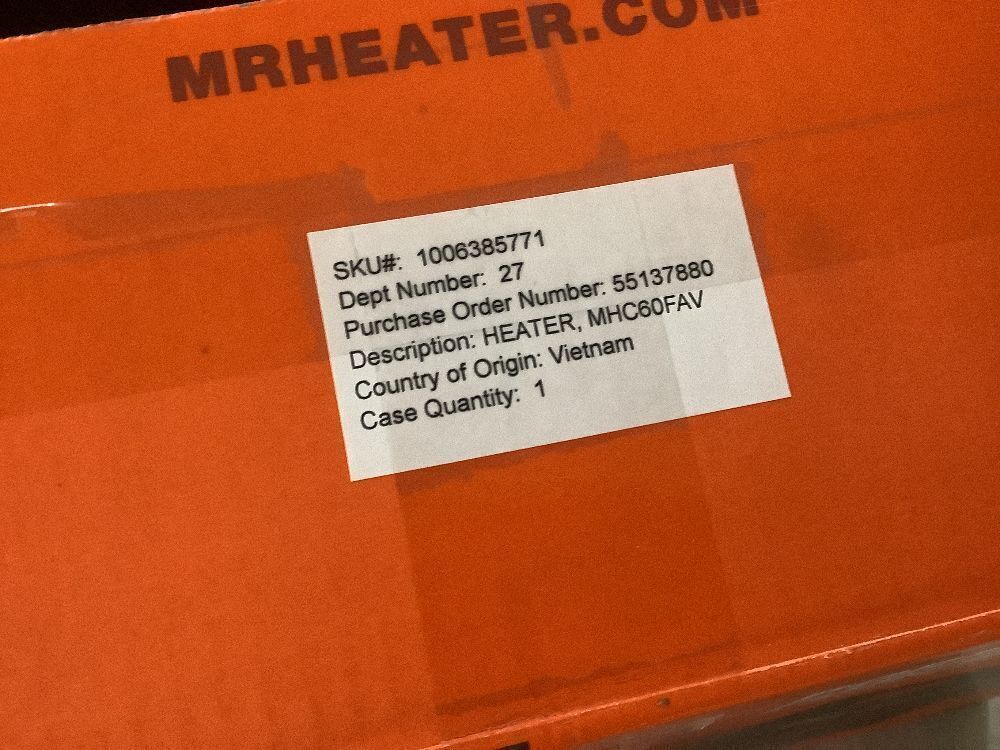 MRHEATER.COM
SKU#: 1006385771
Dept Number: 27
Purchase Order Number: 55137880
Description: HEATER, MHC60FAV
Country of Origin: Vietnam
Case Quantity: 1